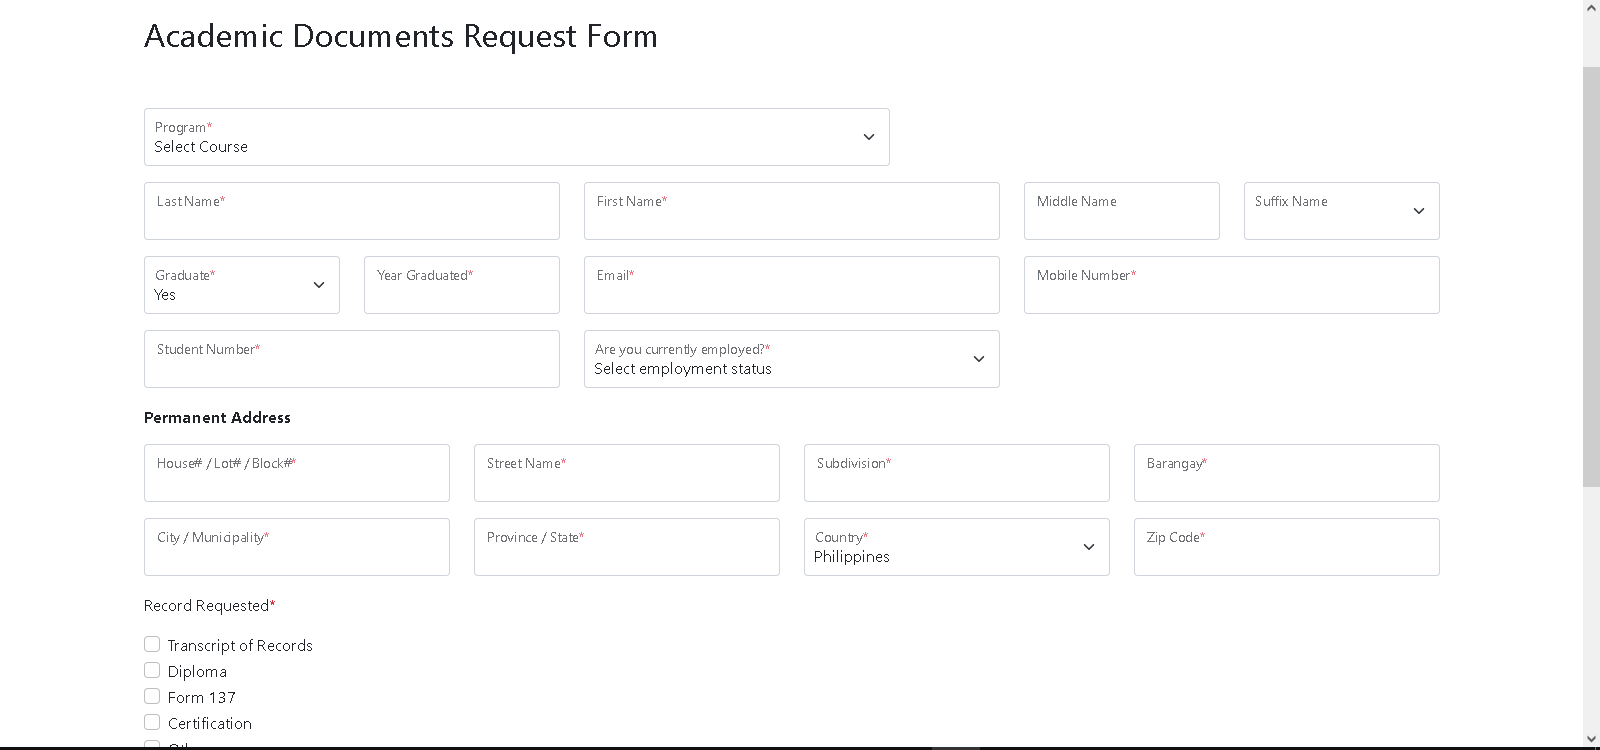 Academic Documents Request Form
Program*
Select Course
Last Name*
First Name*
Middle Name
Suffix Name
Graduate*
Yes
Year Graduated*
Email*
Mobile Number*
Student Number*
Are you currently employed?*
Select employment status
Permanent Address
House# / Lot# / Block#*
Street Name*
Subdivision*
Barangay*
City / Municipality*
Province / State*
Country*
Philippines
Zip Code*
Record Requested*
Transcript of Records
Diploma
Form 137
Certification